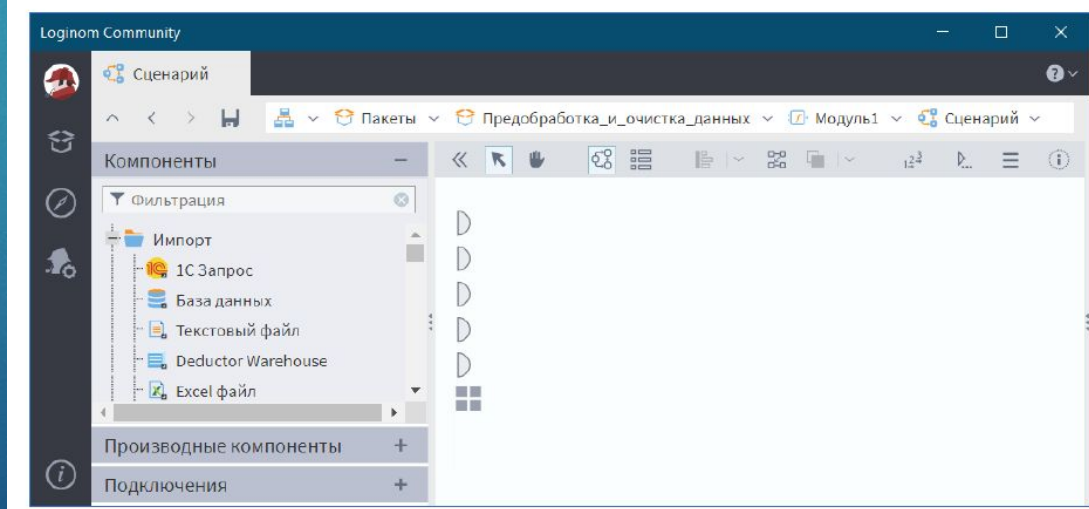 Loginom Community
Сценарий
Пакеты Предобработка_и_очистка_данных Модуль1 Сценарий
Компоненты
Фильтрация
Импорт
1С Запрос
База данных
Текстовый файл
Deductor Warehouse
Excel файл
Производные компоненты
Подключения